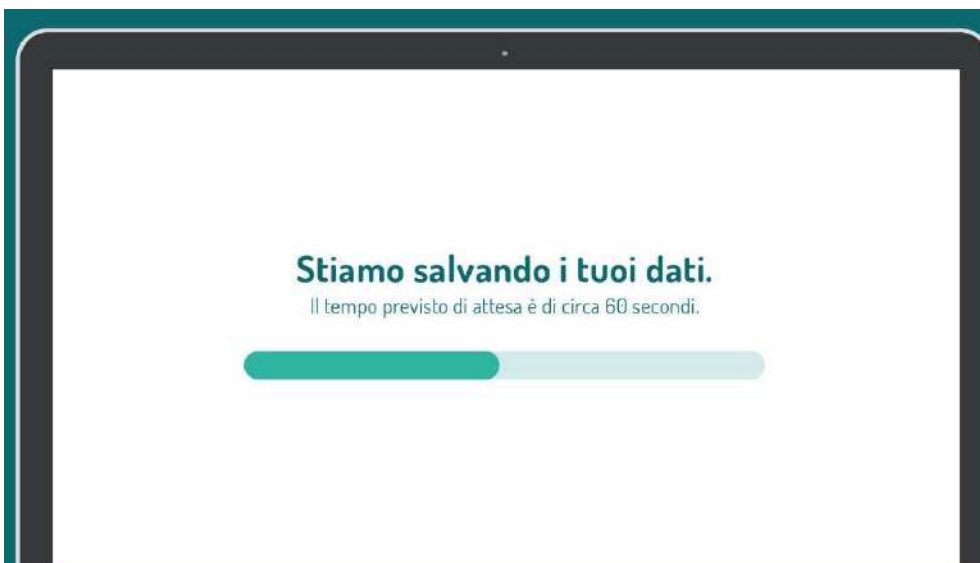 Stiamo salvando i tuoi dati.
Il tempo previsto di attesa è di circa 60 secondi.